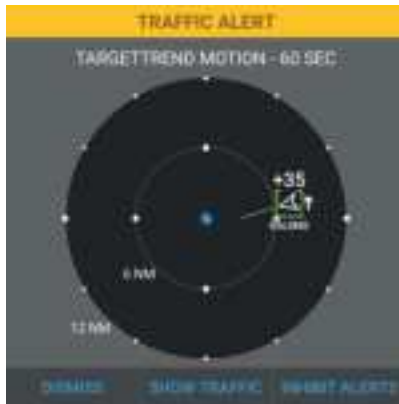 TRAFFIC ALERT
TARGETTREND MOTION - 60 SEC
+35
6 NM
12 NM
DISMISS SHOW TRAFFIC INHIBIT ALERTS